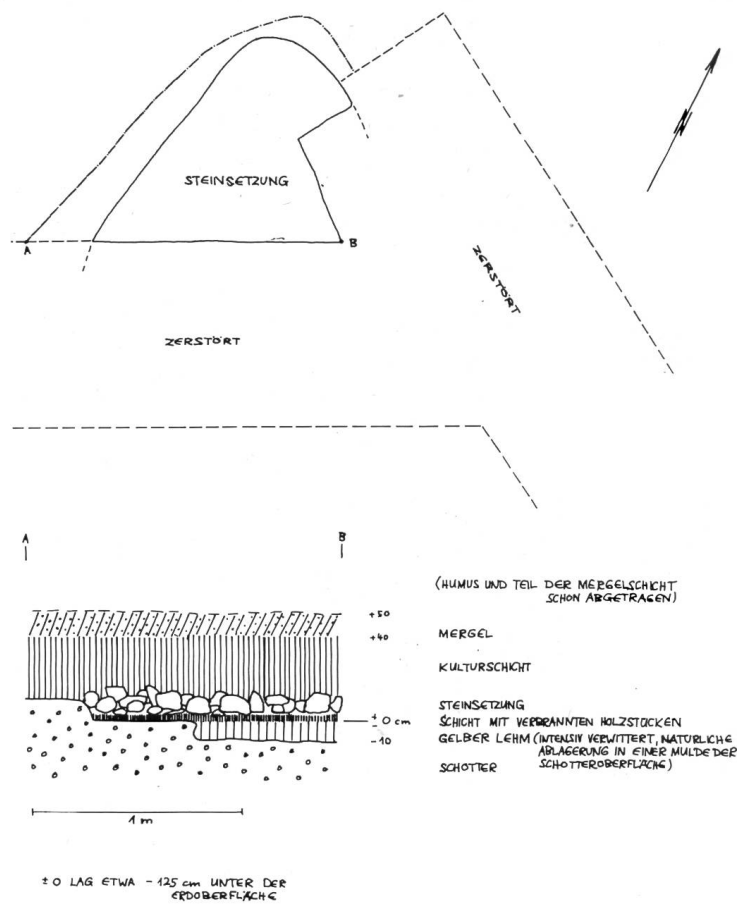 STEINSETZUNG
A
B
ZERSTÖRT
ZERSTÖRT
N
A
B
(HUMUS UND TEIL DER MERGELSCHICHT
SCHON ABGETRAGEN)
+50
+40
MERGEL
KULTURSCHICHT
STEINSETZUNG
± 0 cm
SCHICHT MIT VERBRANNTEN HOLZSTÜCKEN
-10
GELBER LEHM (INTENSIV VERWITTERT, NATÜRLICHE
ABLAGERUNG IN EINER MULDE DER
SCHOTTEROBERFLÄCHE)
SCHOTTER
1 m
± 0 LAG ETWA - 125 cm UNTER DER
ERDOBERFLÄCHE